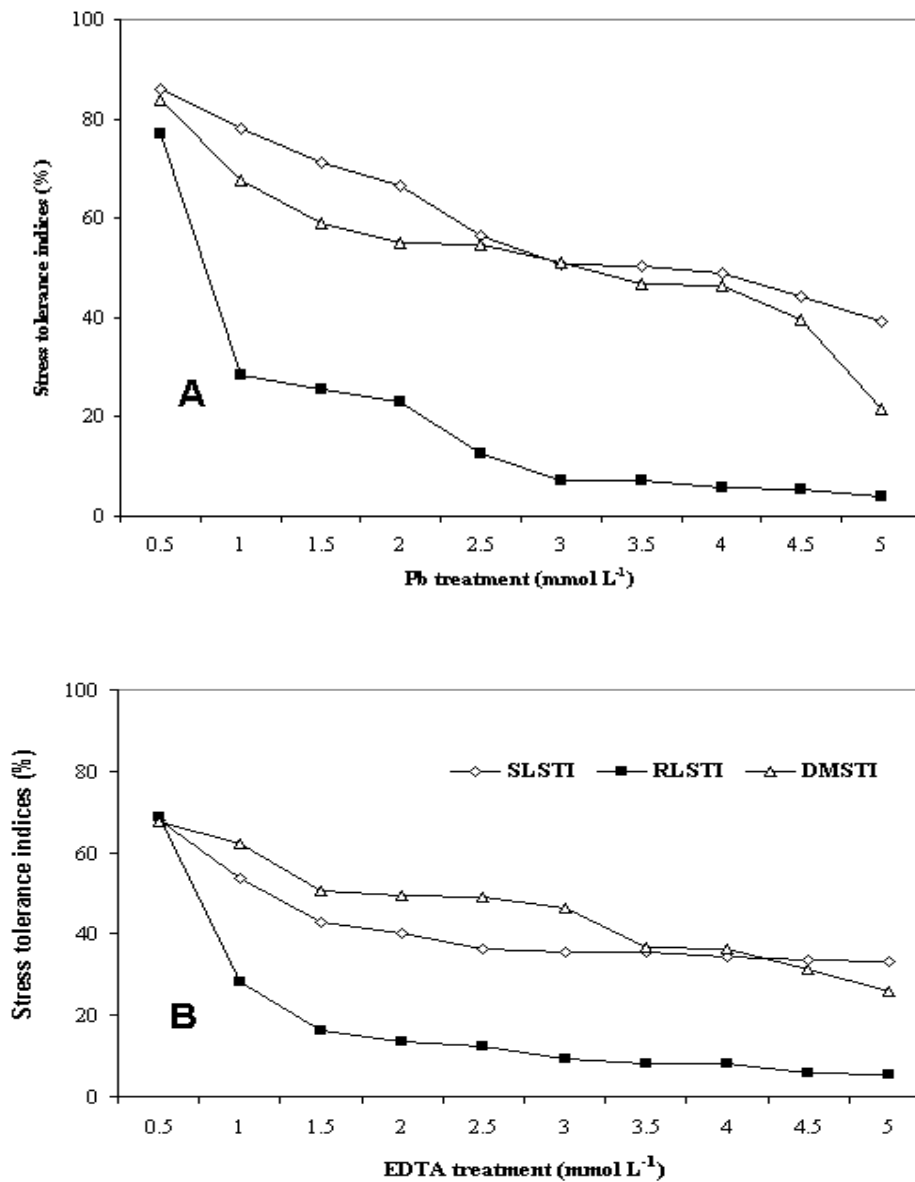 100
80
60
40
20
0
Stress tolerance indices (%)
A
0.5 1 1.5 2 2.5 3 3.5 4 4.5 5
Pb treatment (mmol L⁻¹)
100
80
60
40
20
0
Stress tolerance indices (%)
SLSTI RLSTI DMSTI
B
0.5 1 1.5 2 2.5 3 3.5 4 4.5 5
EDTA treatment (mmol L⁻¹)